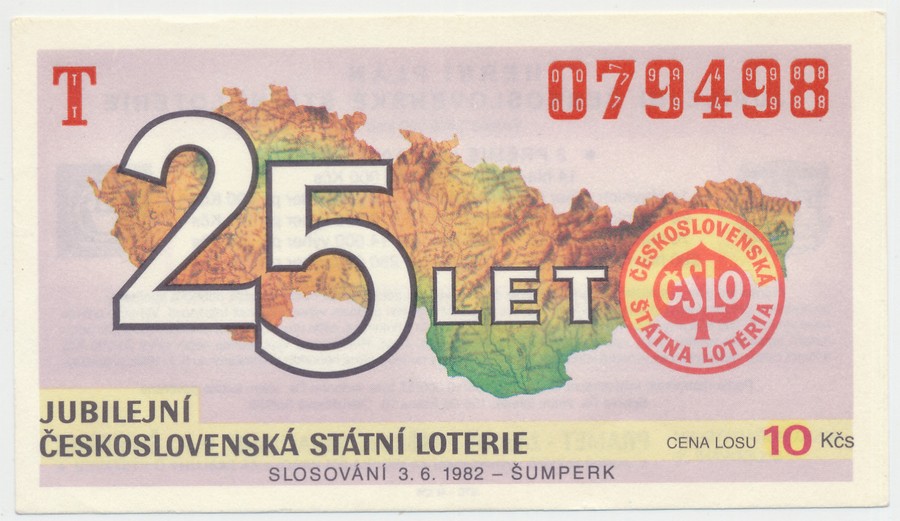 T 079498
25 LET
ČESKOSLOVENSKÁ
ČSLO
ŠTÁTNA LOTÉRIA
JUBILEJNÍ
ČESKOSLOVENSKÁ STÁTNÍ LOTERIE
CENA LOSU 10 Kčs
SLOSOVÁNÍ 3. 6. 1982 – ŠUMPERK